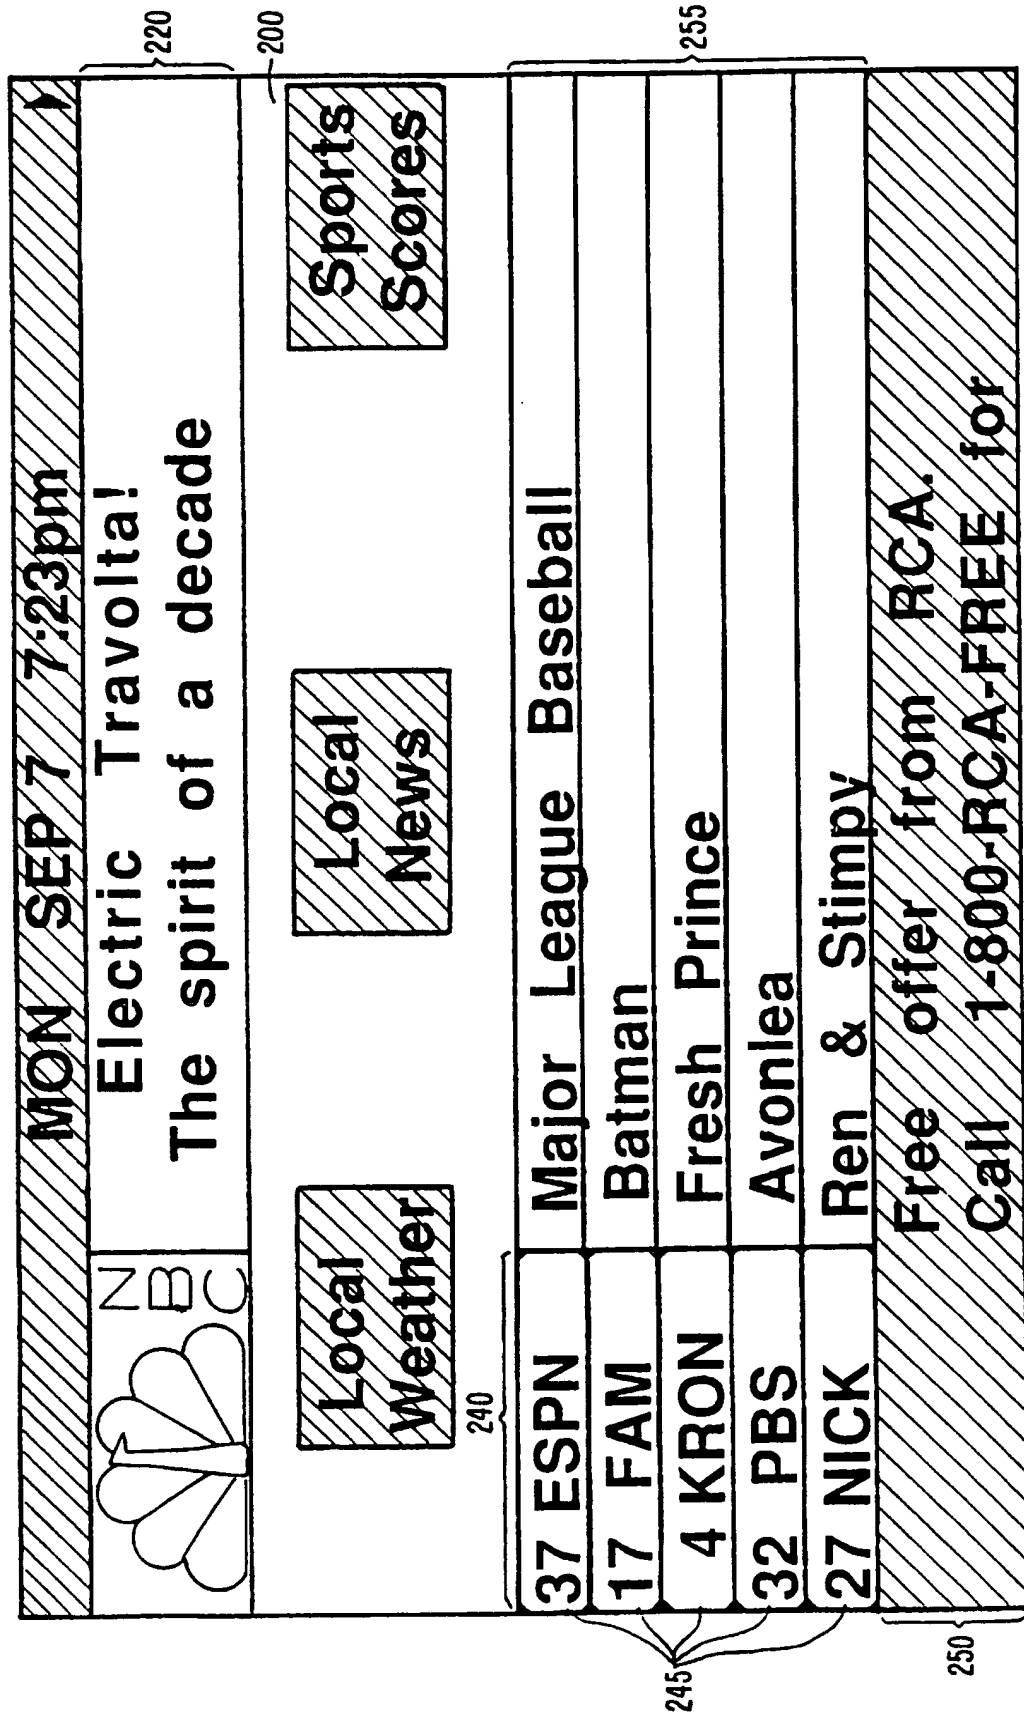 MON SEP 7 7:23pm
NBC
Electric Travolta!
The spirit of a decade
220
200
Local
Weather
Local
News
Sports
Scores
240
255
37 ESPN Major League Baseball
17 FAM Batman
4 KRON Fresh Prince
32 PBS Avonlea
27 NICK Ren & Stimpy
245
Free offer from RCA.
Call 1-800-RCA-FREE for
250